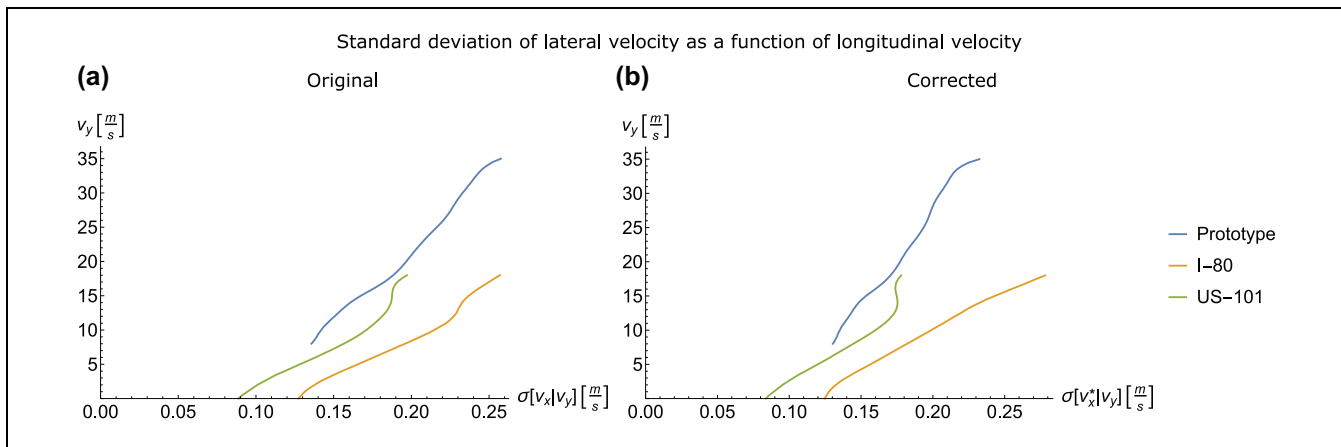 Standard deviation of lateral velocity as a function of longitudinal velocity
(a)
Original
v_y [m/s]
35
30
25
20
15
10
5
0.00 0.05 0.10 0.15 0.20 0.25
σ[v_x|v_y] [m/s]
(b)
Corrected
v_y [m/s]
35
30
25
20
15
10
5
0.00 0.05 0.10 0.15 0.20 0.25
σ[v_x^*|v_y] [m/s]
Prototype
I−80
US−101